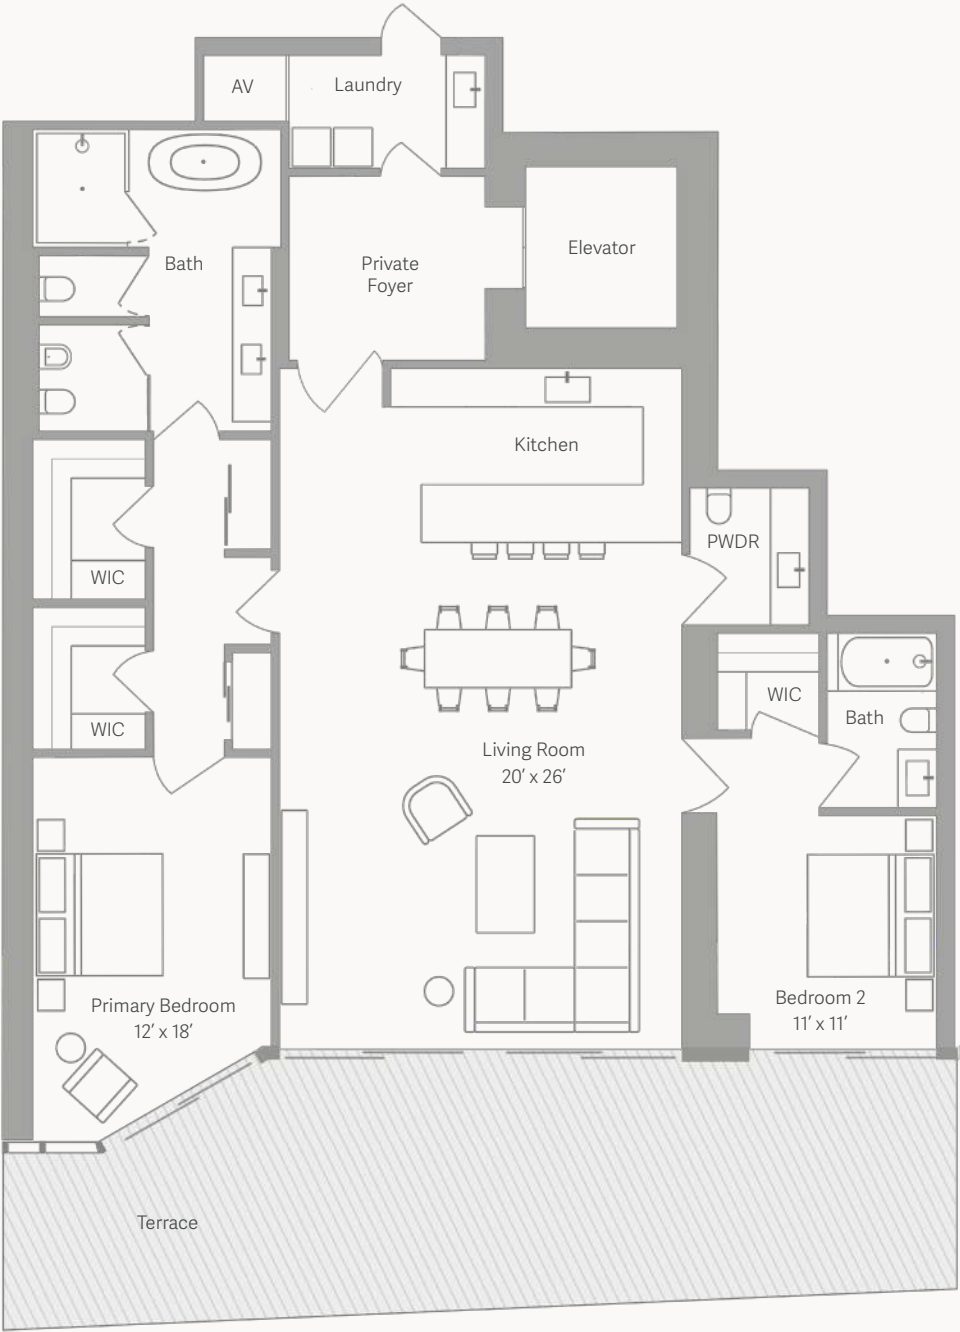 AV
Laundry
Bath
Private
Foyer
Elevator
Kitchen
PWDR
WIC
WIC
WIC
Bath
Living Room
20’ x 26’
Primary Bedroom
12’ x 18’
Bedroom 2
11’ x 11’
Terrace